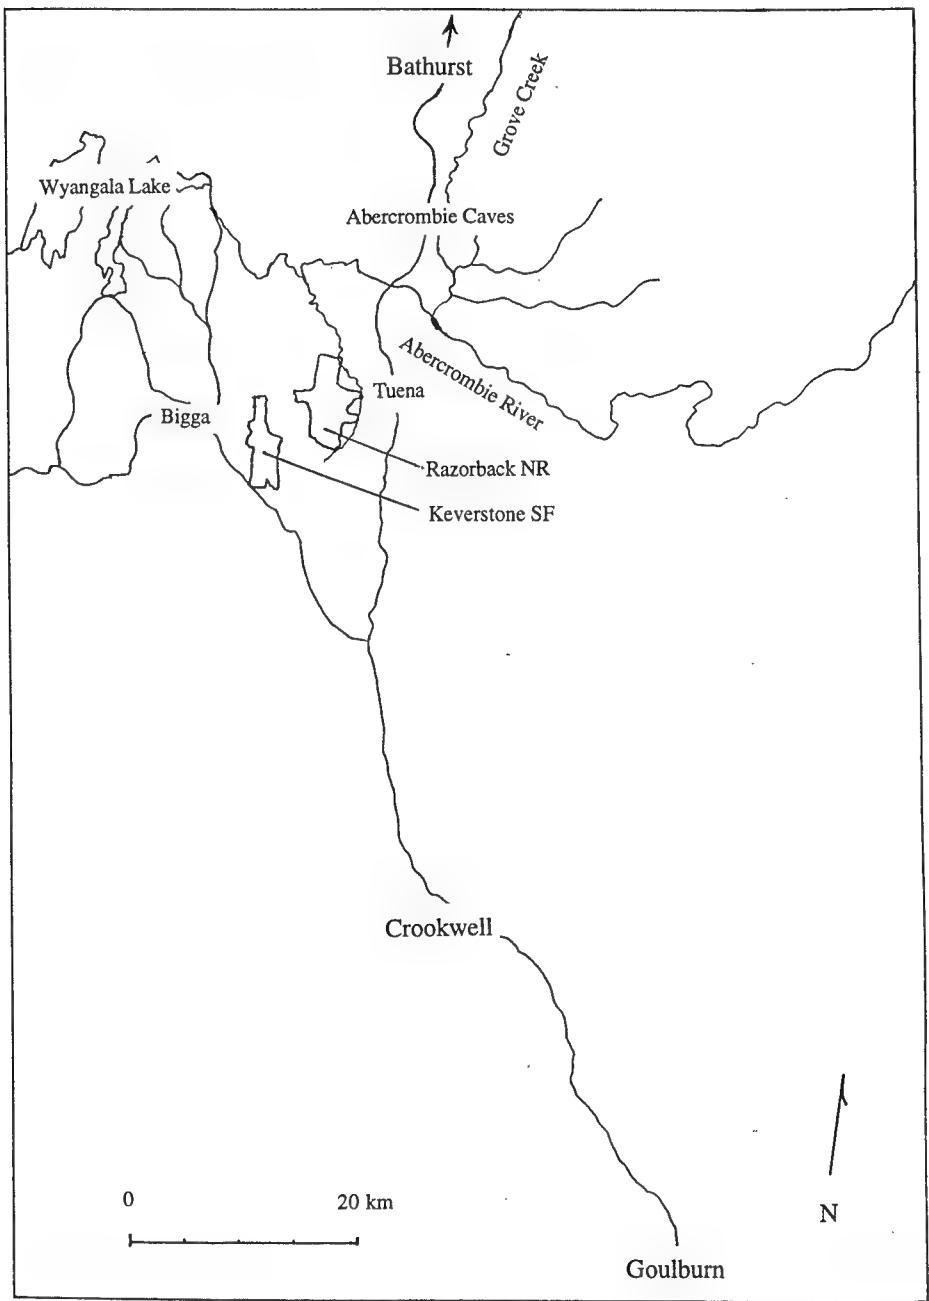 Bathurst
Grove Creek
Wyangala Lake
Abercrombie Caves
Abercrombie River
Tuena
Bigga
Razorback NR
Keverstone SF
Crookwell
0
20 km
N
Goulburn